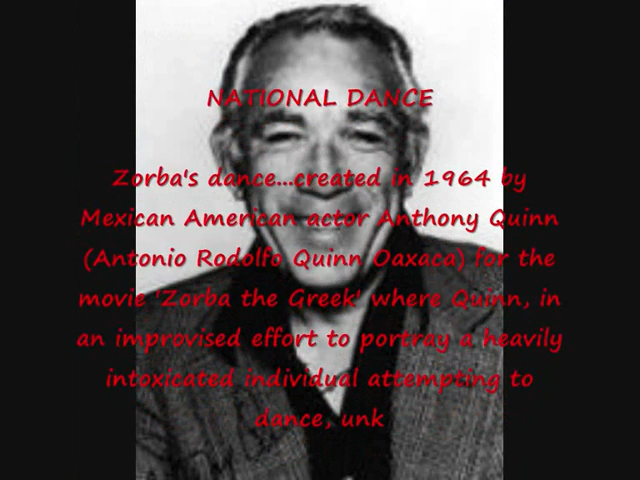 NATIONAL DANCE
Zorba's dance...created in 1964 by
Mexican American actor Anthony Quinn
(Antonio Rodolfo Quinn Oaxaca) for the
movie 'Zorba the Greek' where Quinn, in
an improvised effort to portray a heavily
intoxicated individual attempting to
dance, unk